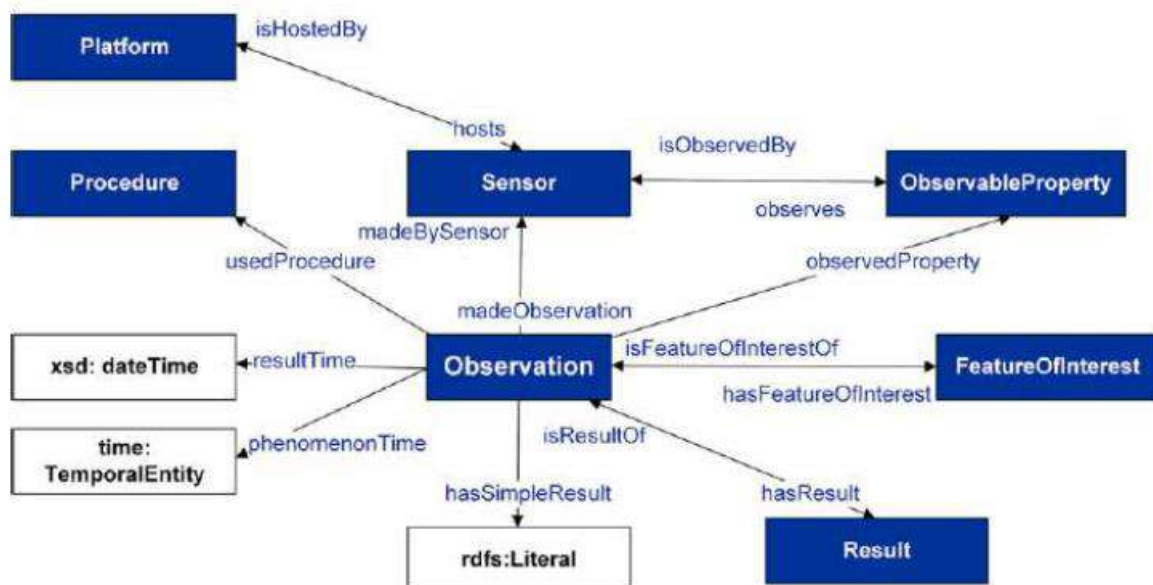 isHostedBy
Platform
hosts
isObservedBy
Procedure
Sensor
ObservableProperty
observes
madeBySensor
usedProcedure
observedProperty
madeObservation
isFeatureOfInterestOf
xsd: dateTime
resultTime
Observation
FeatureOfInterest
hasFeatureOfInterest
time:
TemporalEntity
phenomenonTime
isResultOf
hasSimpleResult
hasResult
rdfs:Literal
Result